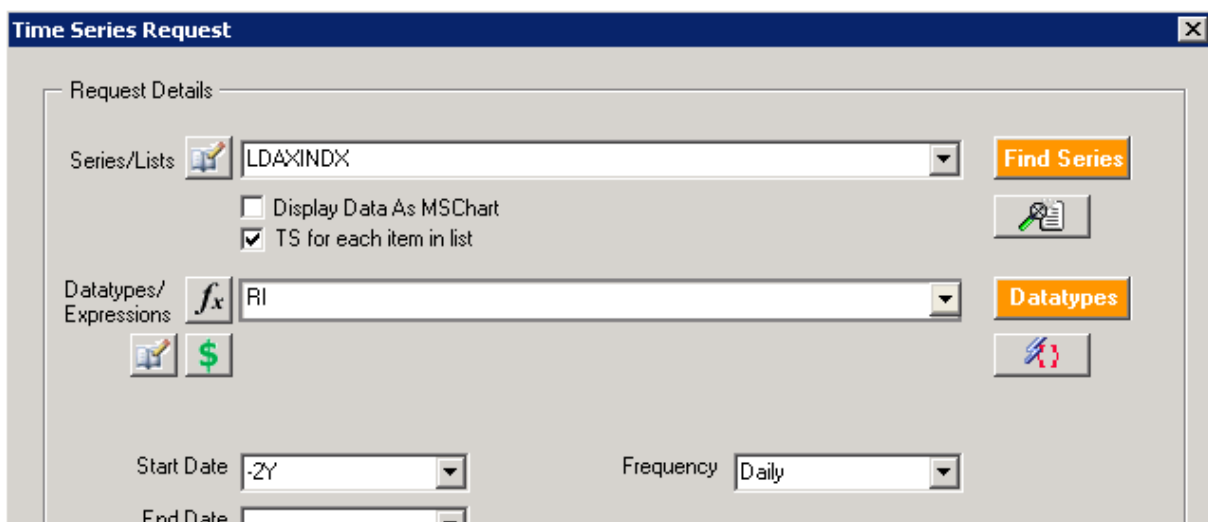 Time Series Request
Request Details
Series/Lists LDAXINDX Find Series
Display Data As MSChart
TS for each item in list
Datatypes/
Expressions fx RI Datatypes
$
Start Date -2Y Frequency Daily
End Date